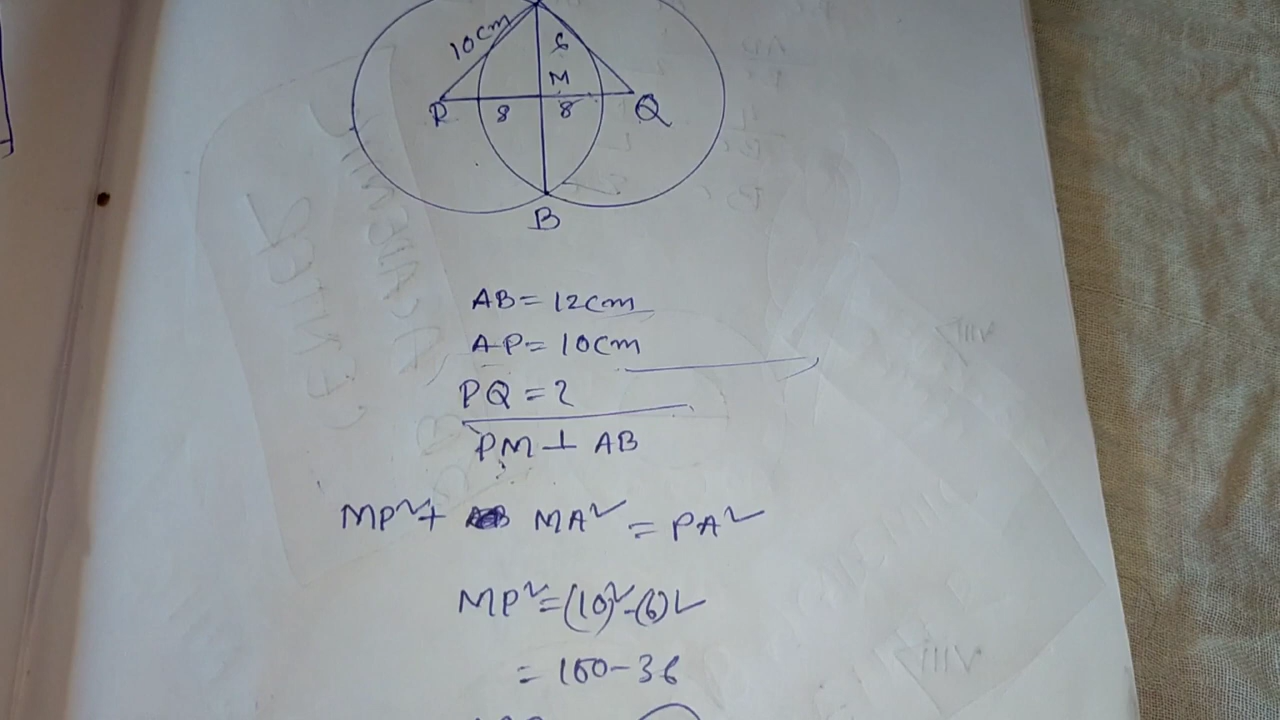 10cm
6
M
P 8 8 Q
B
AB = 12cm
AP = 10cm
PQ = ?
PM ⊥ AB
MP² + MA² = PA²
MP² = (10)² - (6)²
= 100 - 36